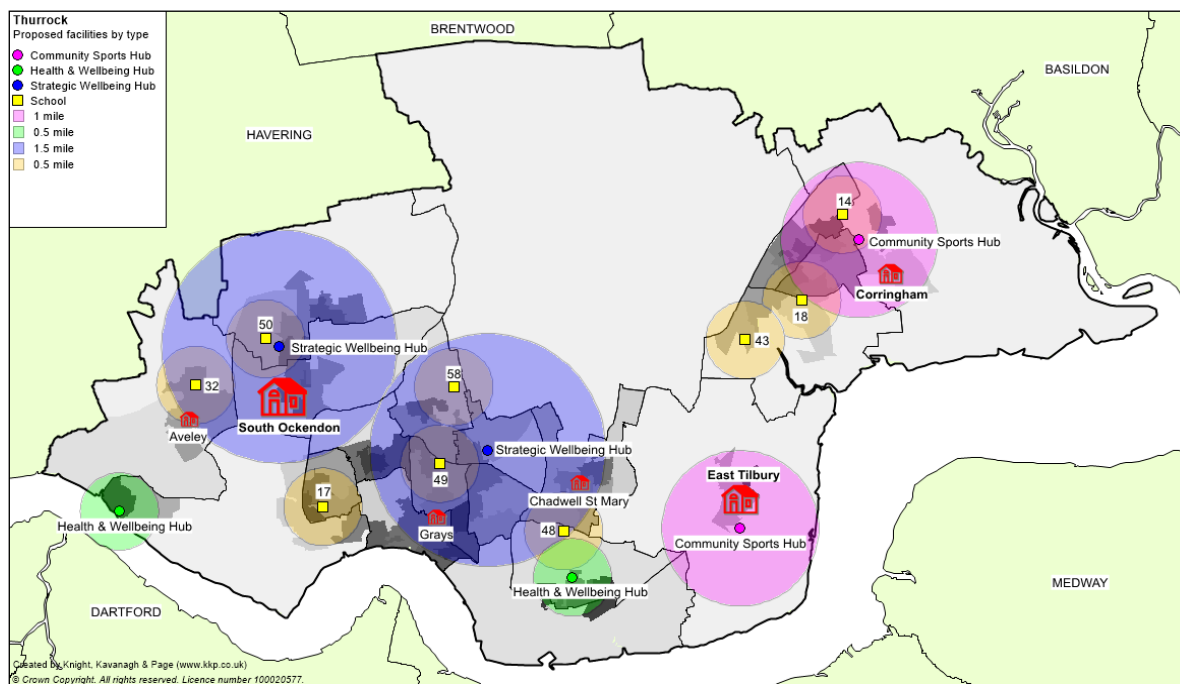 Thurrock
Proposed facilities by type
Community Sports Hub
Health & Wellbeing Hub
Strategic Wellbeing Hub
School
1 mile
0.5 mile
1.5 mile
0.5 mile
BRENTWOOD
BASILDON
HAVERING
14
Community Sports Hub
Corringham
18
43
50
Strategic Wellbeing Hub
32
South Ockendon
Aveley
58
Strategic Wellbeing Hub
49
Chadwell St Mary
East Tilbury
17
Grays
48
Health & Wellbeing Hub
Community Sports Hub
Health & Wellbeing Hub
MEDWAY
DARTFORD
Created by Knight, Kavanagh & Page (www.kkp.co.uk)
© Crown Copyright. All rights reserved. Licence number 100020577.